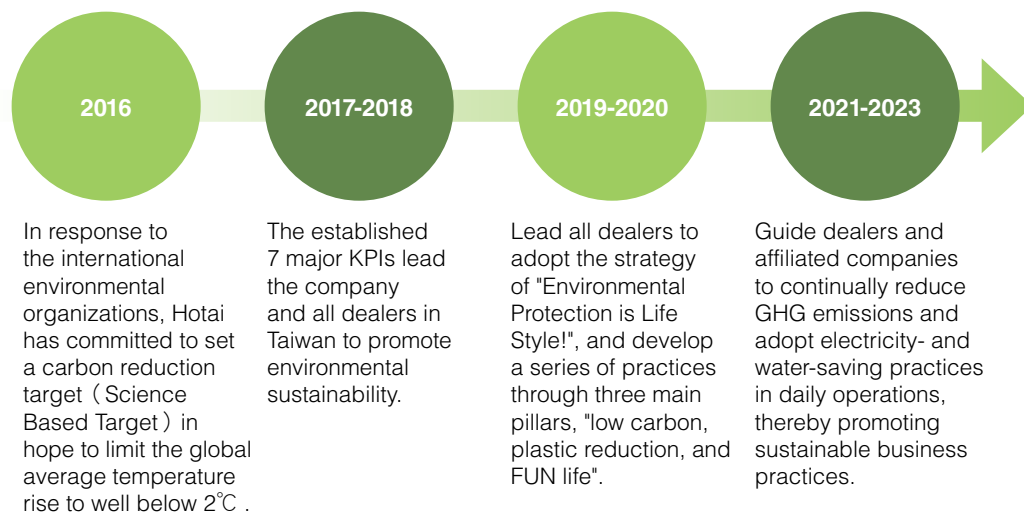 2016
In response to
the international
environmental
organizations, Hotai
has committed to set
a carbon reduction
target（Science
Based Target）in
hope to limit the global
average temperature
rise to well below 2℃ .
2017-2018
The established
7 major KPIs lead
the company
and all dealers in
Taiwan to promote
environmental
sustainability.
2019-2020
Lead all dealers to
adopt the strategy
of "Environmental
Protection is Life
Style!", and develop
a series of practices
through three main
pillars, "low carbon,
plastic reduction, and
FUN life".
2021-2023
Guide dealers and
affiliated companies
to continually reduce
GHG emissions and
adopt electricity- and
water-saving practices
in daily operations,
thereby promoting
sustainable business
practices.